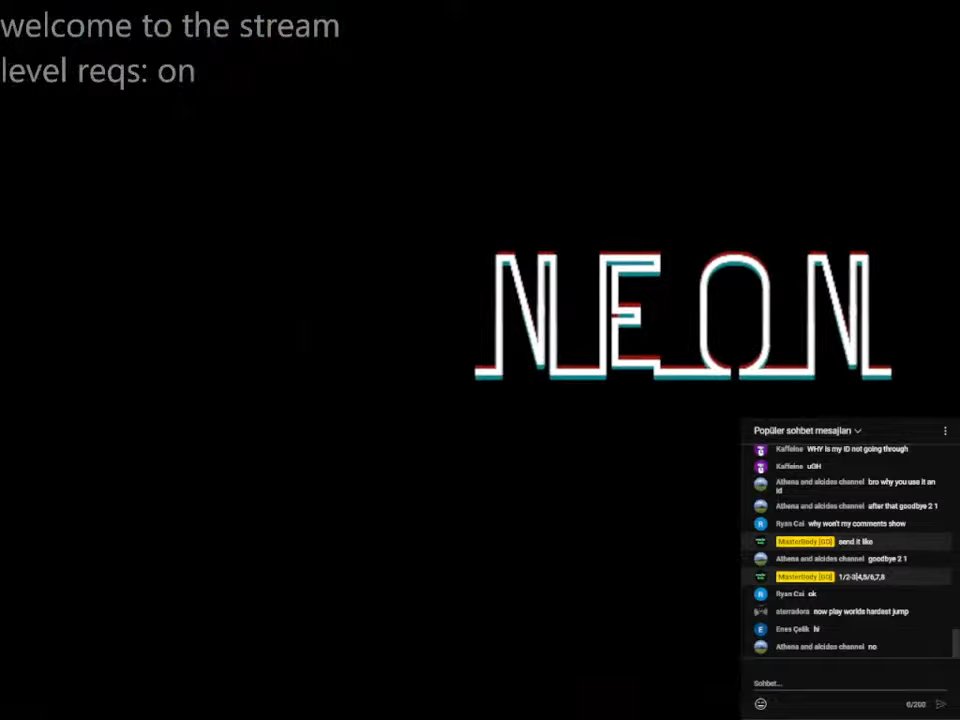 welcome to the stream
level reqs: on
NEON
Popüler sohbet mesajları
Kaffeine WHY is my ID not going through
Kaffeine uGH
Athena and alcides channel bro why you use it an
id
Athena and alcides channel after that goodbye 2 1
Ryan Cai why won't my comments show
MasterBody [GD] send it like
Athena and alcides channel goodbye 2 1
MasterBody [GD] 1/2-3|4,5/6,7,8
Ryan Cai ok
now play worlds hardest jump
Enes Çelik hi
Athena and alcides channel no
Sohbet...
6/200